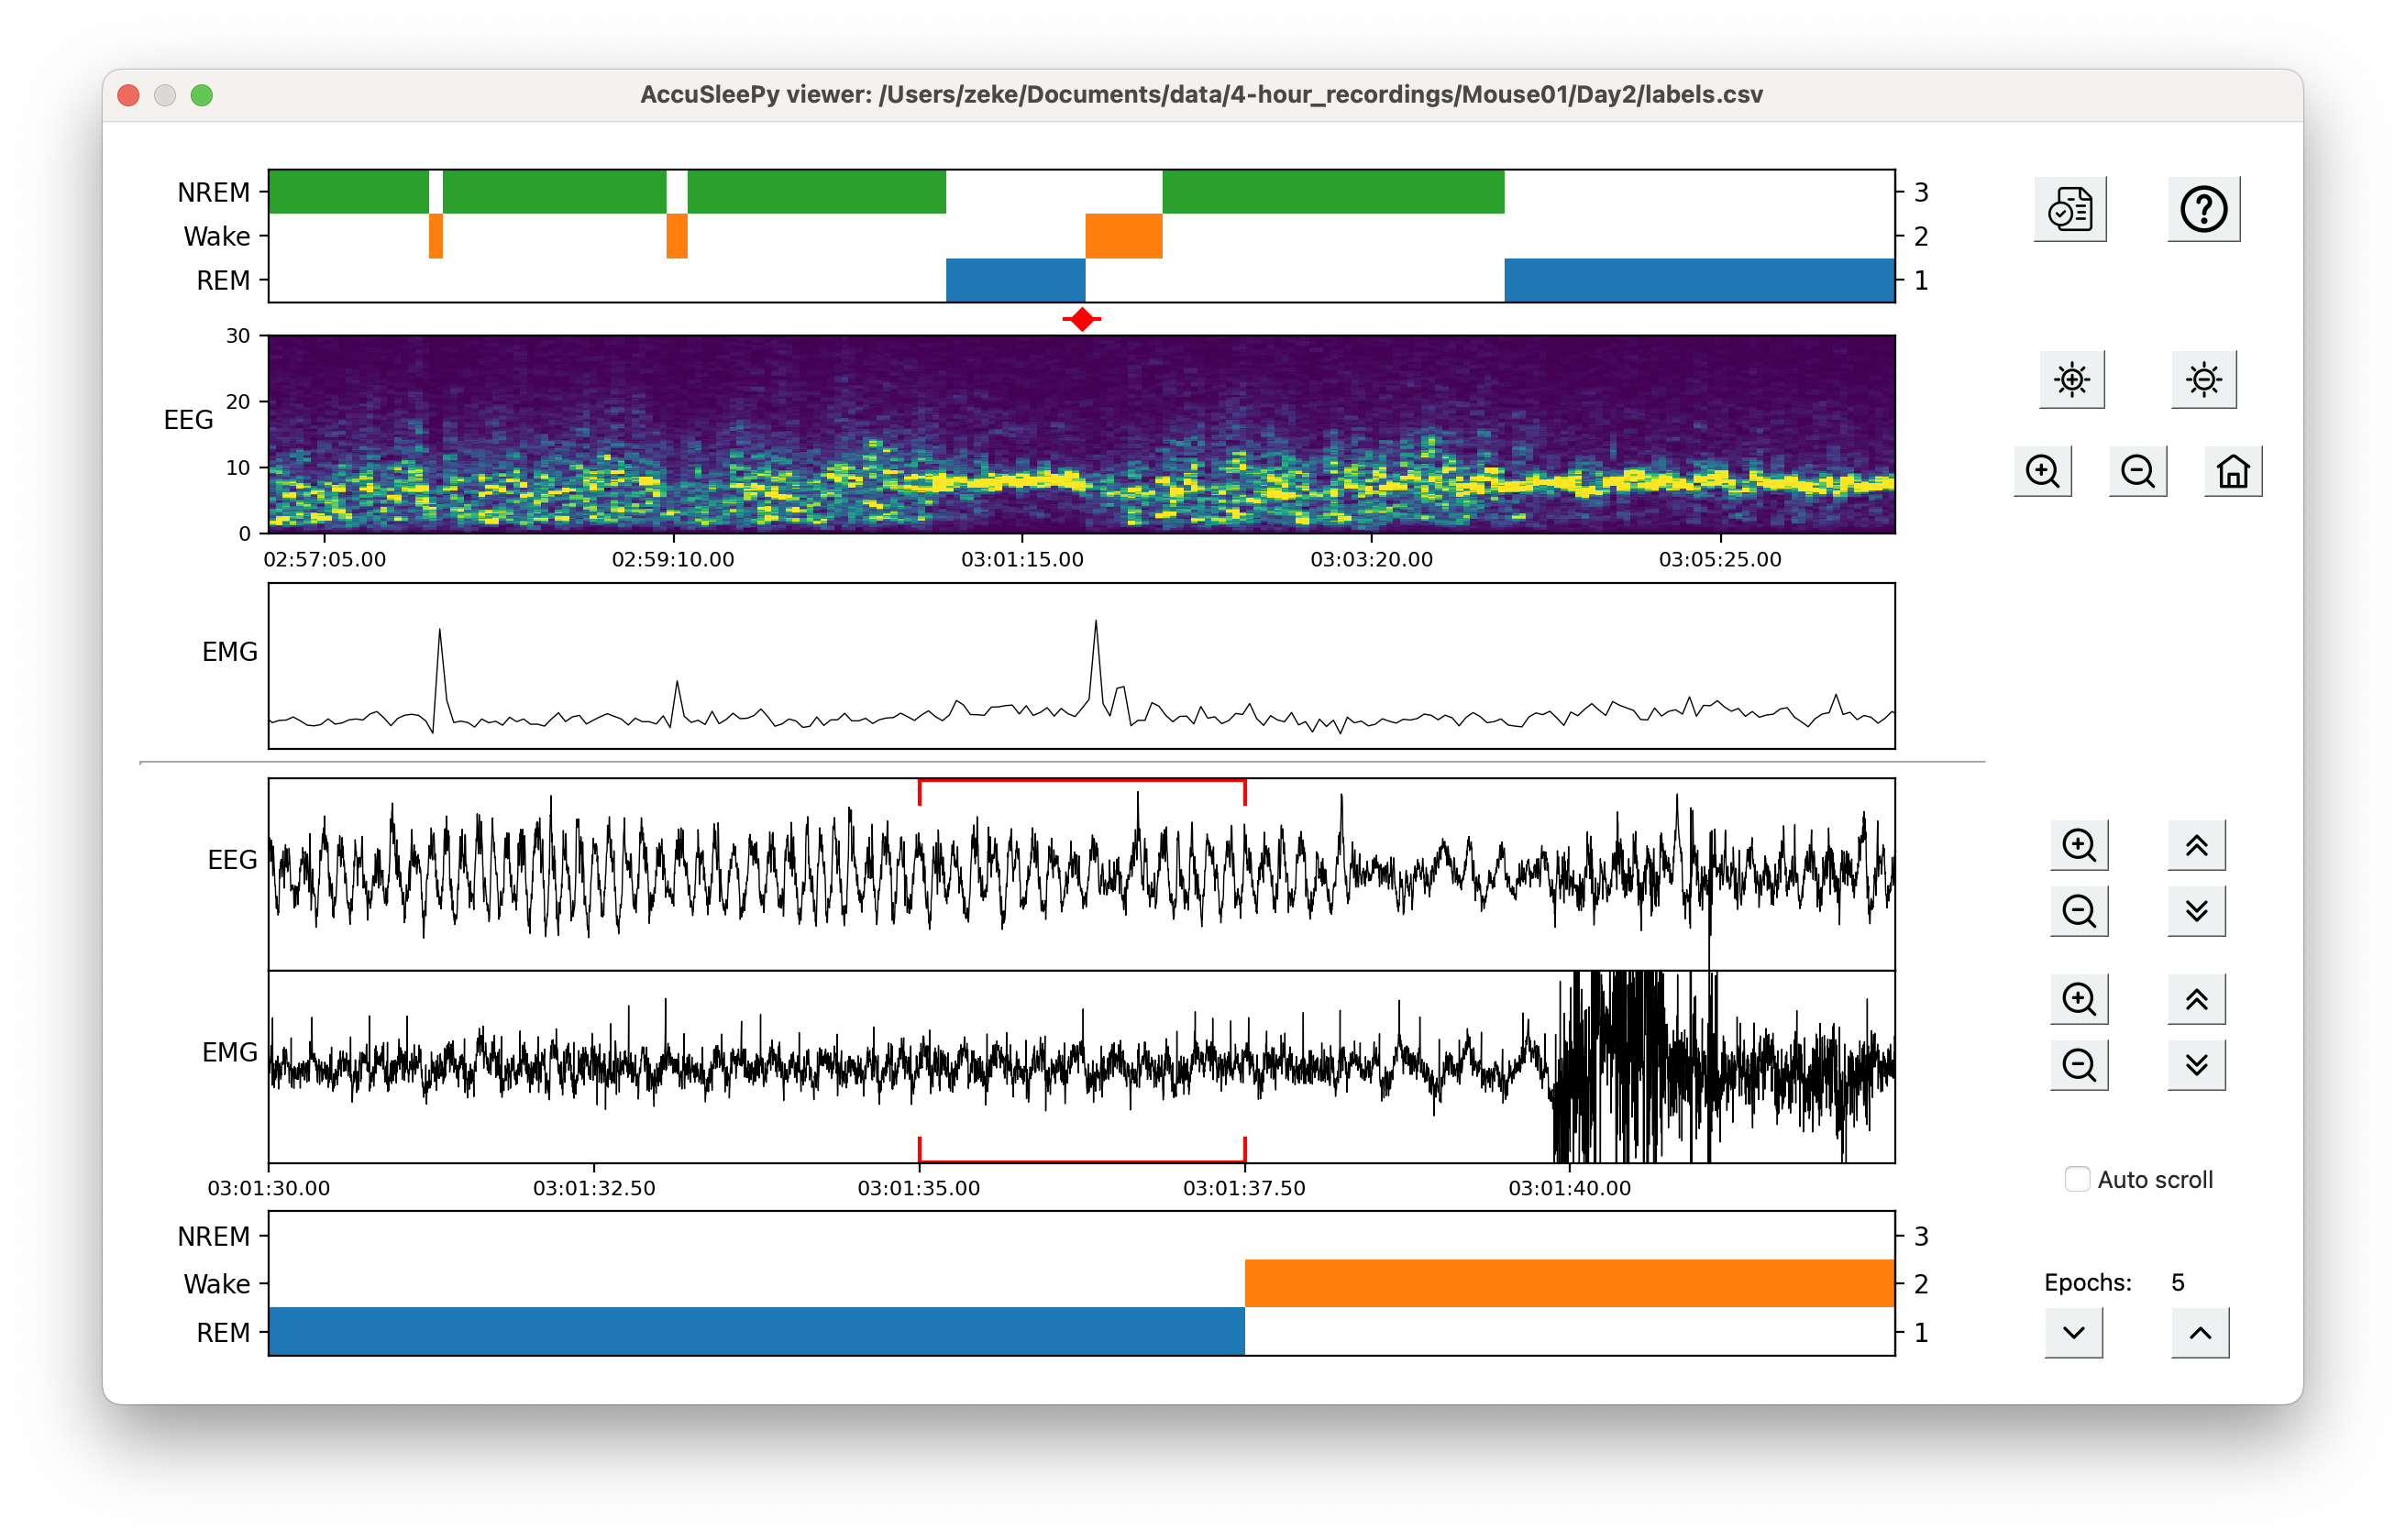 AccuSleePy viewer: /Users/zeke/Documents/data/4-hour_recordings/Mouse01/Day2/labels.csv
NREM 3
Wake 2
REM 1
30
20
EEG
10
0
02:57:05.00 02:59:10.00 03:01:15.00 03:03:20.00 03:05:25.00
EMG
EEG
EMG
03:01:30.00 03:01:32.50 03:01:35.00 03:01:37.50 03:01:40.00
Auto scroll
NREM 3
Wake 2
REM 1
Epochs: 5